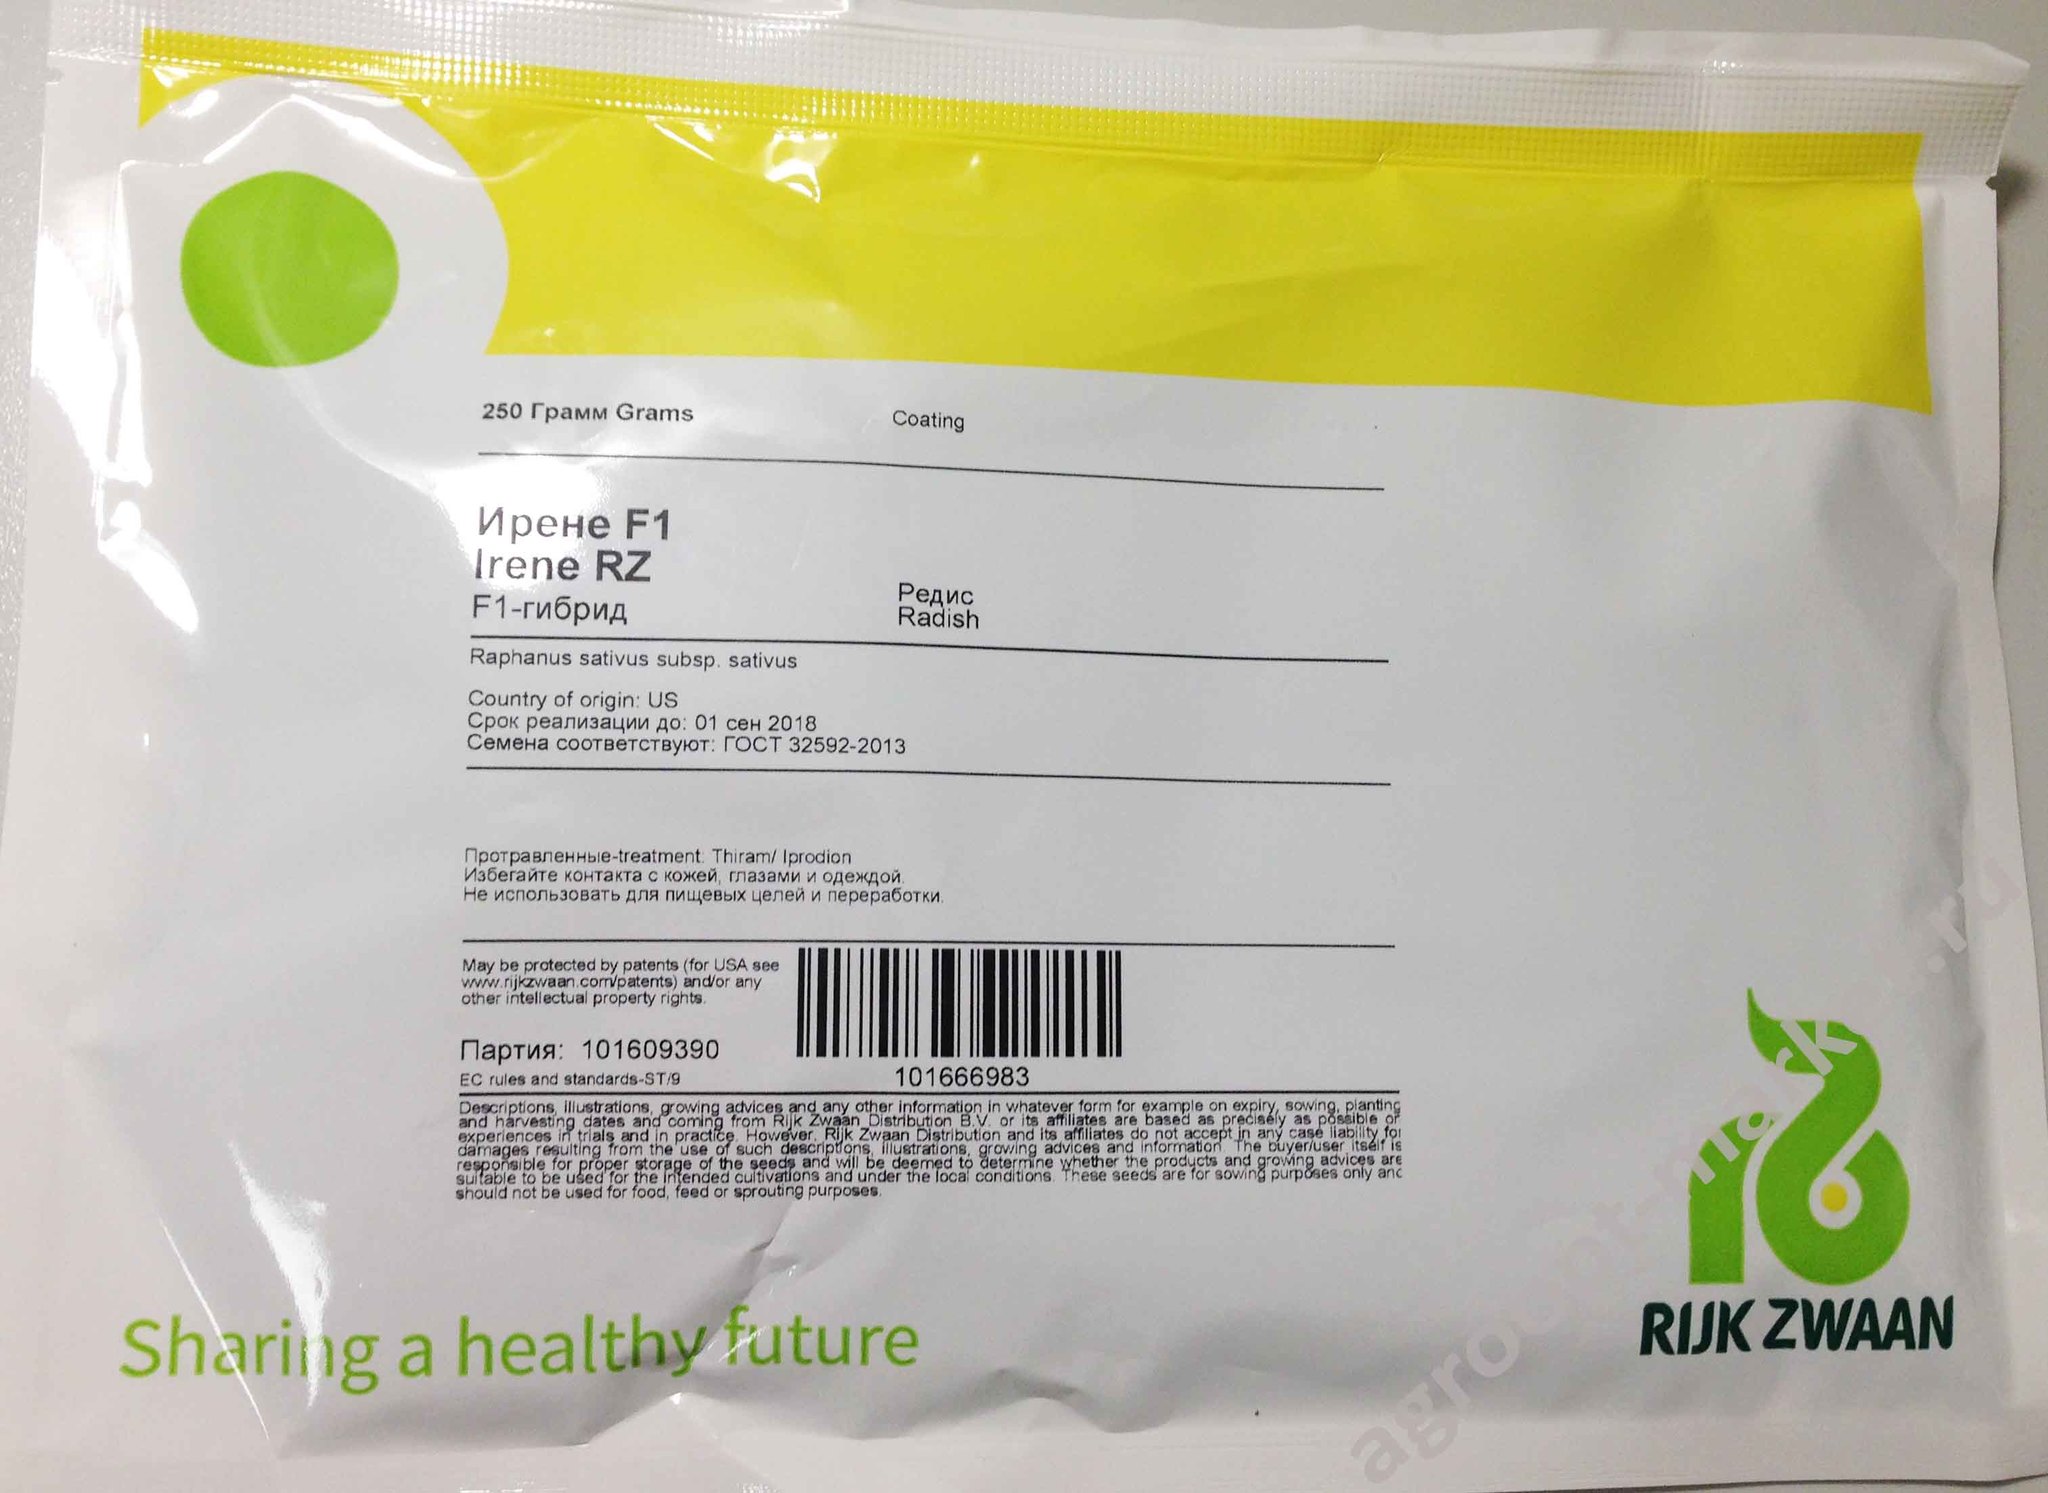 250 Грамм Grams
Coating
Ирене F1
Irene RZ
F1-гибрид
Редис
Radish
Raphanus sativus subsp. sativus
Country of origin: US
Срок реализации до: 01 сен 2018
Семена соответствуют: ГОСТ 32592-2013
Протравленные-treatment: Thiram/ Iprodion
Избегайте контакта с кожей, глазами и одеждой.
Не использовать для пищевых целей и переработки.
May be protected by patents (for USA see
www.rijkzwaan.com/patents) and/or any
other intellectual property rights.
Партия: 101609390
EC rules and standards-ST/9
101666983
Descriptions, illustrations, growing advices and any other information in whatever form for example on expiry, sowing, planting
and harvesting dates and coming from Rijk Zwaan Distribution B.V. or its affiliates are based as precisely as possible of
experiences in trials and in practice. However, Rijk Zwaan Distribution and its affiliates do not accept in any case liability for
damages resulting from the use of such descriptions, illustrations, growing advices and information. The buyer/user itself is
responsible for proper storage of the seeds and will be deemed to determine whether the products and growing advices are
suitable to be used for the intended cultivations and under the local conditions. These seeds are for sowing purposes only and
should not be used for food, feed or sprouting purposes.
Sharing a healthy future
RIJK ZWAAN